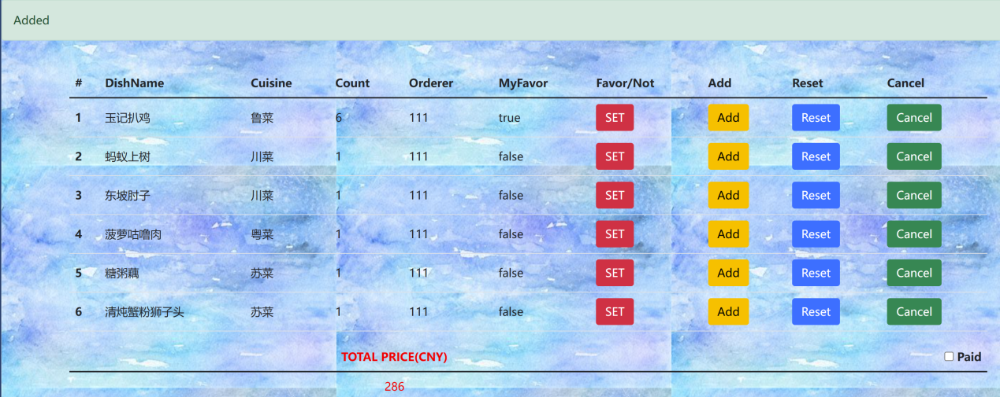 Added
# DishName Cuisine Count Orderer MyFavor Favor/Not Add Reset Cancel
1 玉记扒鸡 鲁菜 6 111 true SET Add Reset Cancel
2 蚂蚁上树 川菜 1 111 false SET Add Reset Cancel
3 东坡肘子 川菜 1 111 false SET Add Reset Cancel
4 菠萝咕噜肉 粤菜 1 111 false SET Add Reset Cancel
5 糖粥藕 苏菜 1 111 false SET Add Reset Cancel
6 清炖蟹粉狮子头 苏菜 1 111 false SET Add Reset Cancel
TOTAL PRICE(CNY) Paid
286